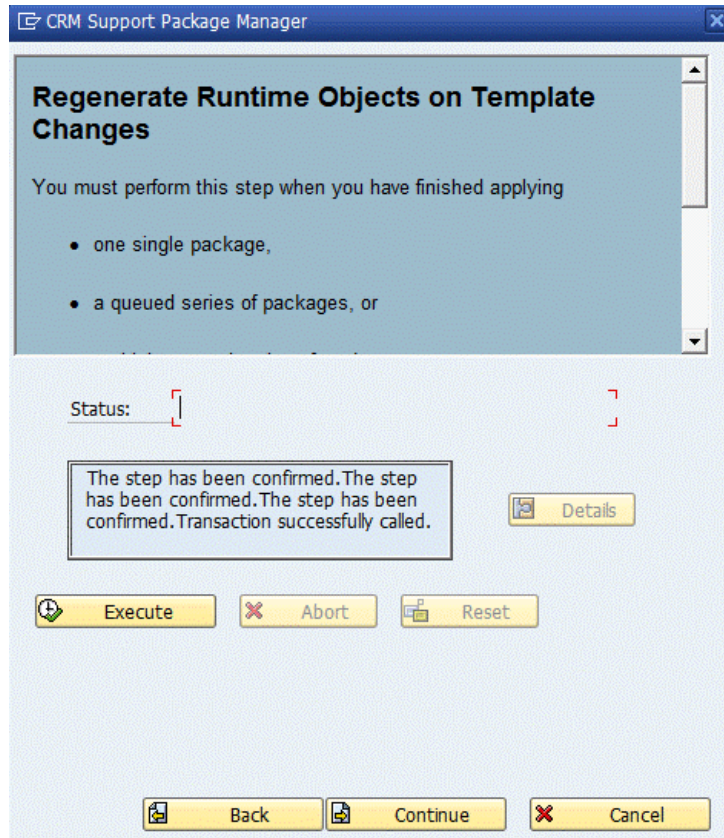 CRM Support Package Manager
Regenerate Runtime Objects on Template
Changes
You must perform this step when you have finished applying
• one single package,
• a queued series of packages, or
Status:
The step has been confirmed.The step
has been confirmed.The step has been
confirmed.Transaction successfully called.
Details
Execute
Abort
Reset
Back
Continue
Cancel